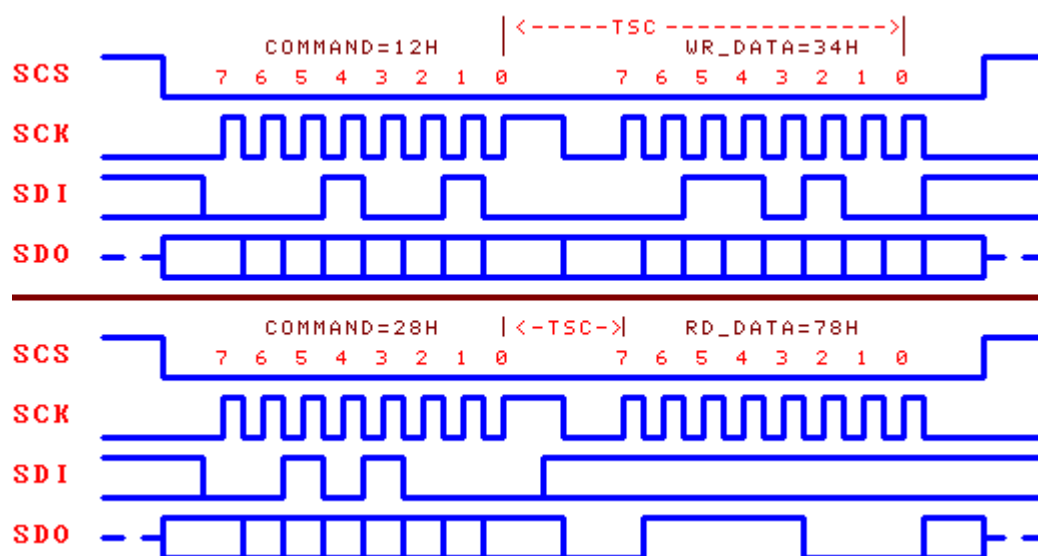 |<-----TSC --------------->|
COMMAND=12H WR_DATA=34H
SCS 7 6 5 4 3 2 1 0 7 6 5 4 3 2 1 0
SCK
SDI
SDO
COMMAND=28H |<-TSC->| RD_DATA=78H
SCS 7 6 5 4 3 2 1 0 7 6 5 4 3 2 1 0
SCK
SDI
SDO